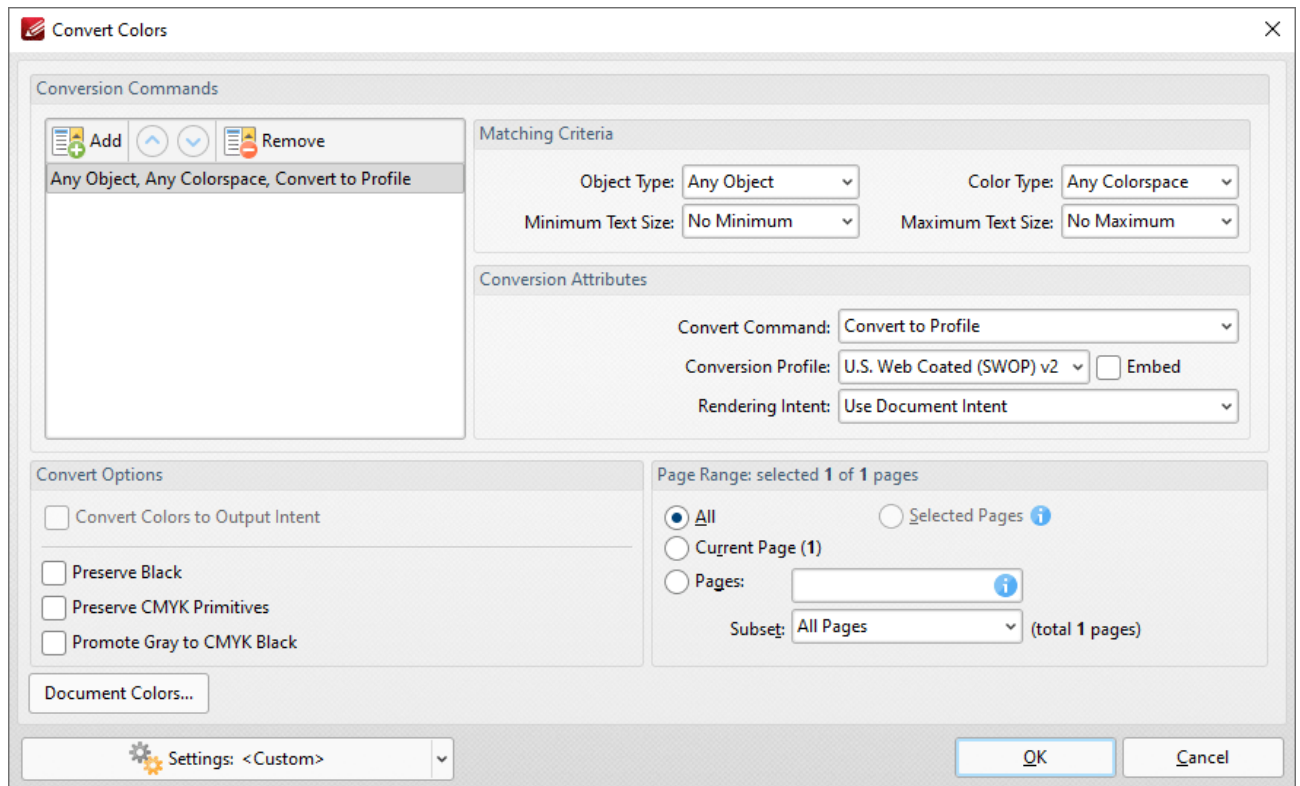 Convert Colors
Conversion Commands
Add Remove
Any Object, Any Colorspace, Convert to Profile
Matching Criteria
Object Type: Any Object Color Type: Any Colorspace
Minimum Text Size: No Minimum Maximum Text Size: No Maximum
Conversion Attributes
Convert Command: Convert to Profile
Conversion Profile: U.S. Web Coated (SWOP) v2 Embed
Rendering Intent: Use Document Intent
Convert Options
Convert Colors to Output Intent
Preserve Black
Preserve CMYK Primitives
Promote Gray to CMYK Black
Page Range: selected 1 of 1 pages
All Selected Pages
Current Page (1)
Pages:
Subset: All Pages (total 1 pages)
Document Colors...
Settings: <Custom> OK Cancel